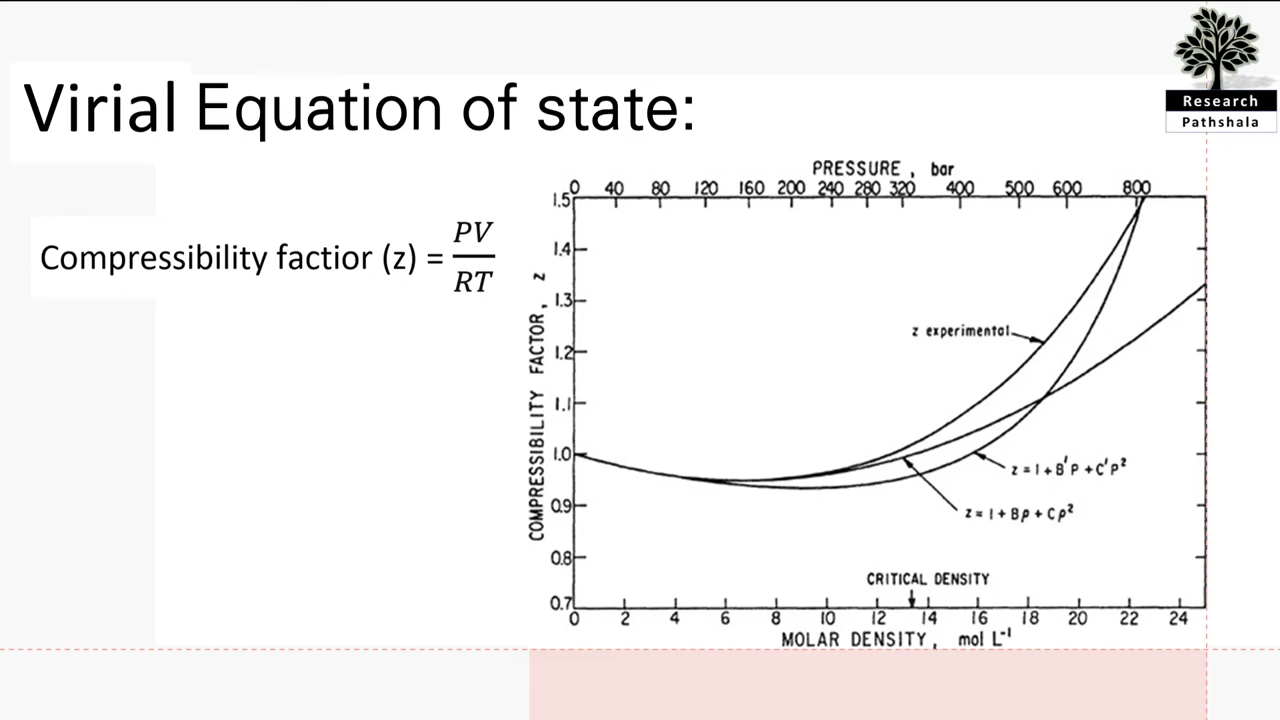 Research
Pathshala
Virial Equation of state:
Compressibility factior (z) = PV / RT
PRESSURE, bar
0 40 80 120 160 200 240 280 320 400 500 600 800
1.5
1.4
1.3
1.2
1.1
1.0
0.9
0.8
0.7
COMPRESSIBILITY FACTOR, z
z experimental
z = 1 + B'P + C'P²
z = 1 + Bρ + Cρ²
CRITICAL DENSITY
0 2 4 6 8 10 12 14 16 18 20 22 24
MOLAR DENSITY, mol L⁻¹